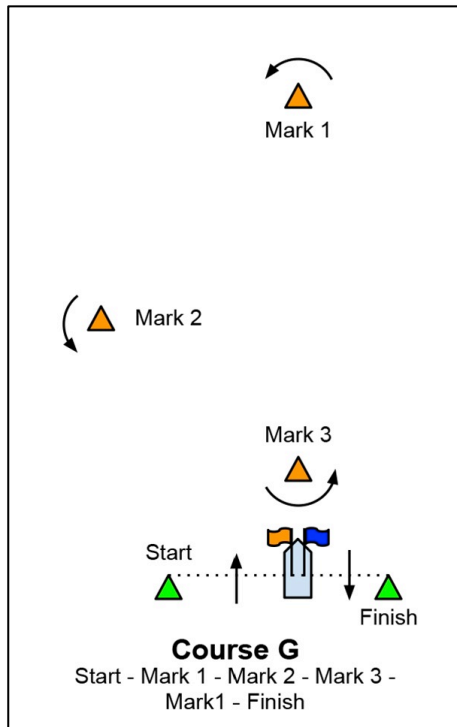 Mark 1
Mark 2
Mark 3
Start
Finish
Course G
Start - Mark 1 - Mark 2 - Mark 3 -
Mark1 - Finish